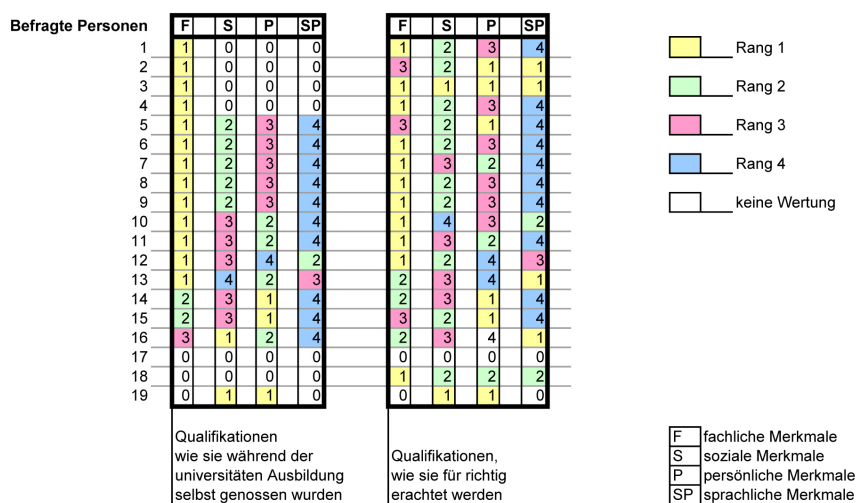 Befragte Personen F S P SP F S P SP
1 1 0 0 0 1 2 3 4
2 1 0 0 0 3 2 1 1
3 1 0 0 0 1 1 1 1
4 1 0 0 0 1 2 3 4
5 1 2 3 4 3 2 1 4
6 1 2 3 4 1 2 3 4
7 1 2 3 4 1 3 2 4
8 1 2 3 4 1 2 3 4
9 1 2 3 4 1 2 3 4
10 1 3 2 4 1 4 3 2
11 1 3 2 4 1 3 2 4
12 1 3 4 2 1 2 4 3
13 1 4 2 3 2 3 4 1
14 2 3 1 4 2 3 1 4
15 2 3 1 4 3 2 1 4
16 3 1 2 4 2 3 4 1
17 0 0 0 0 0 0 0 0
18 0 0 0 0 1 2 2 2
19 0 1 1 0 0 1 1 0
Rang 1
Rang 2
Rang 3
Rang 4
keine Wertung
Qualifikationen
wie sie während der
universitäten Ausbildung
selbst genossen wurden
Qualifikationen,
wie sie für richtig
erachtet werden
F fachliche Merkmale
S soziale Merkmale
P persönliche Merkmale
SP sprachliche Merkmale